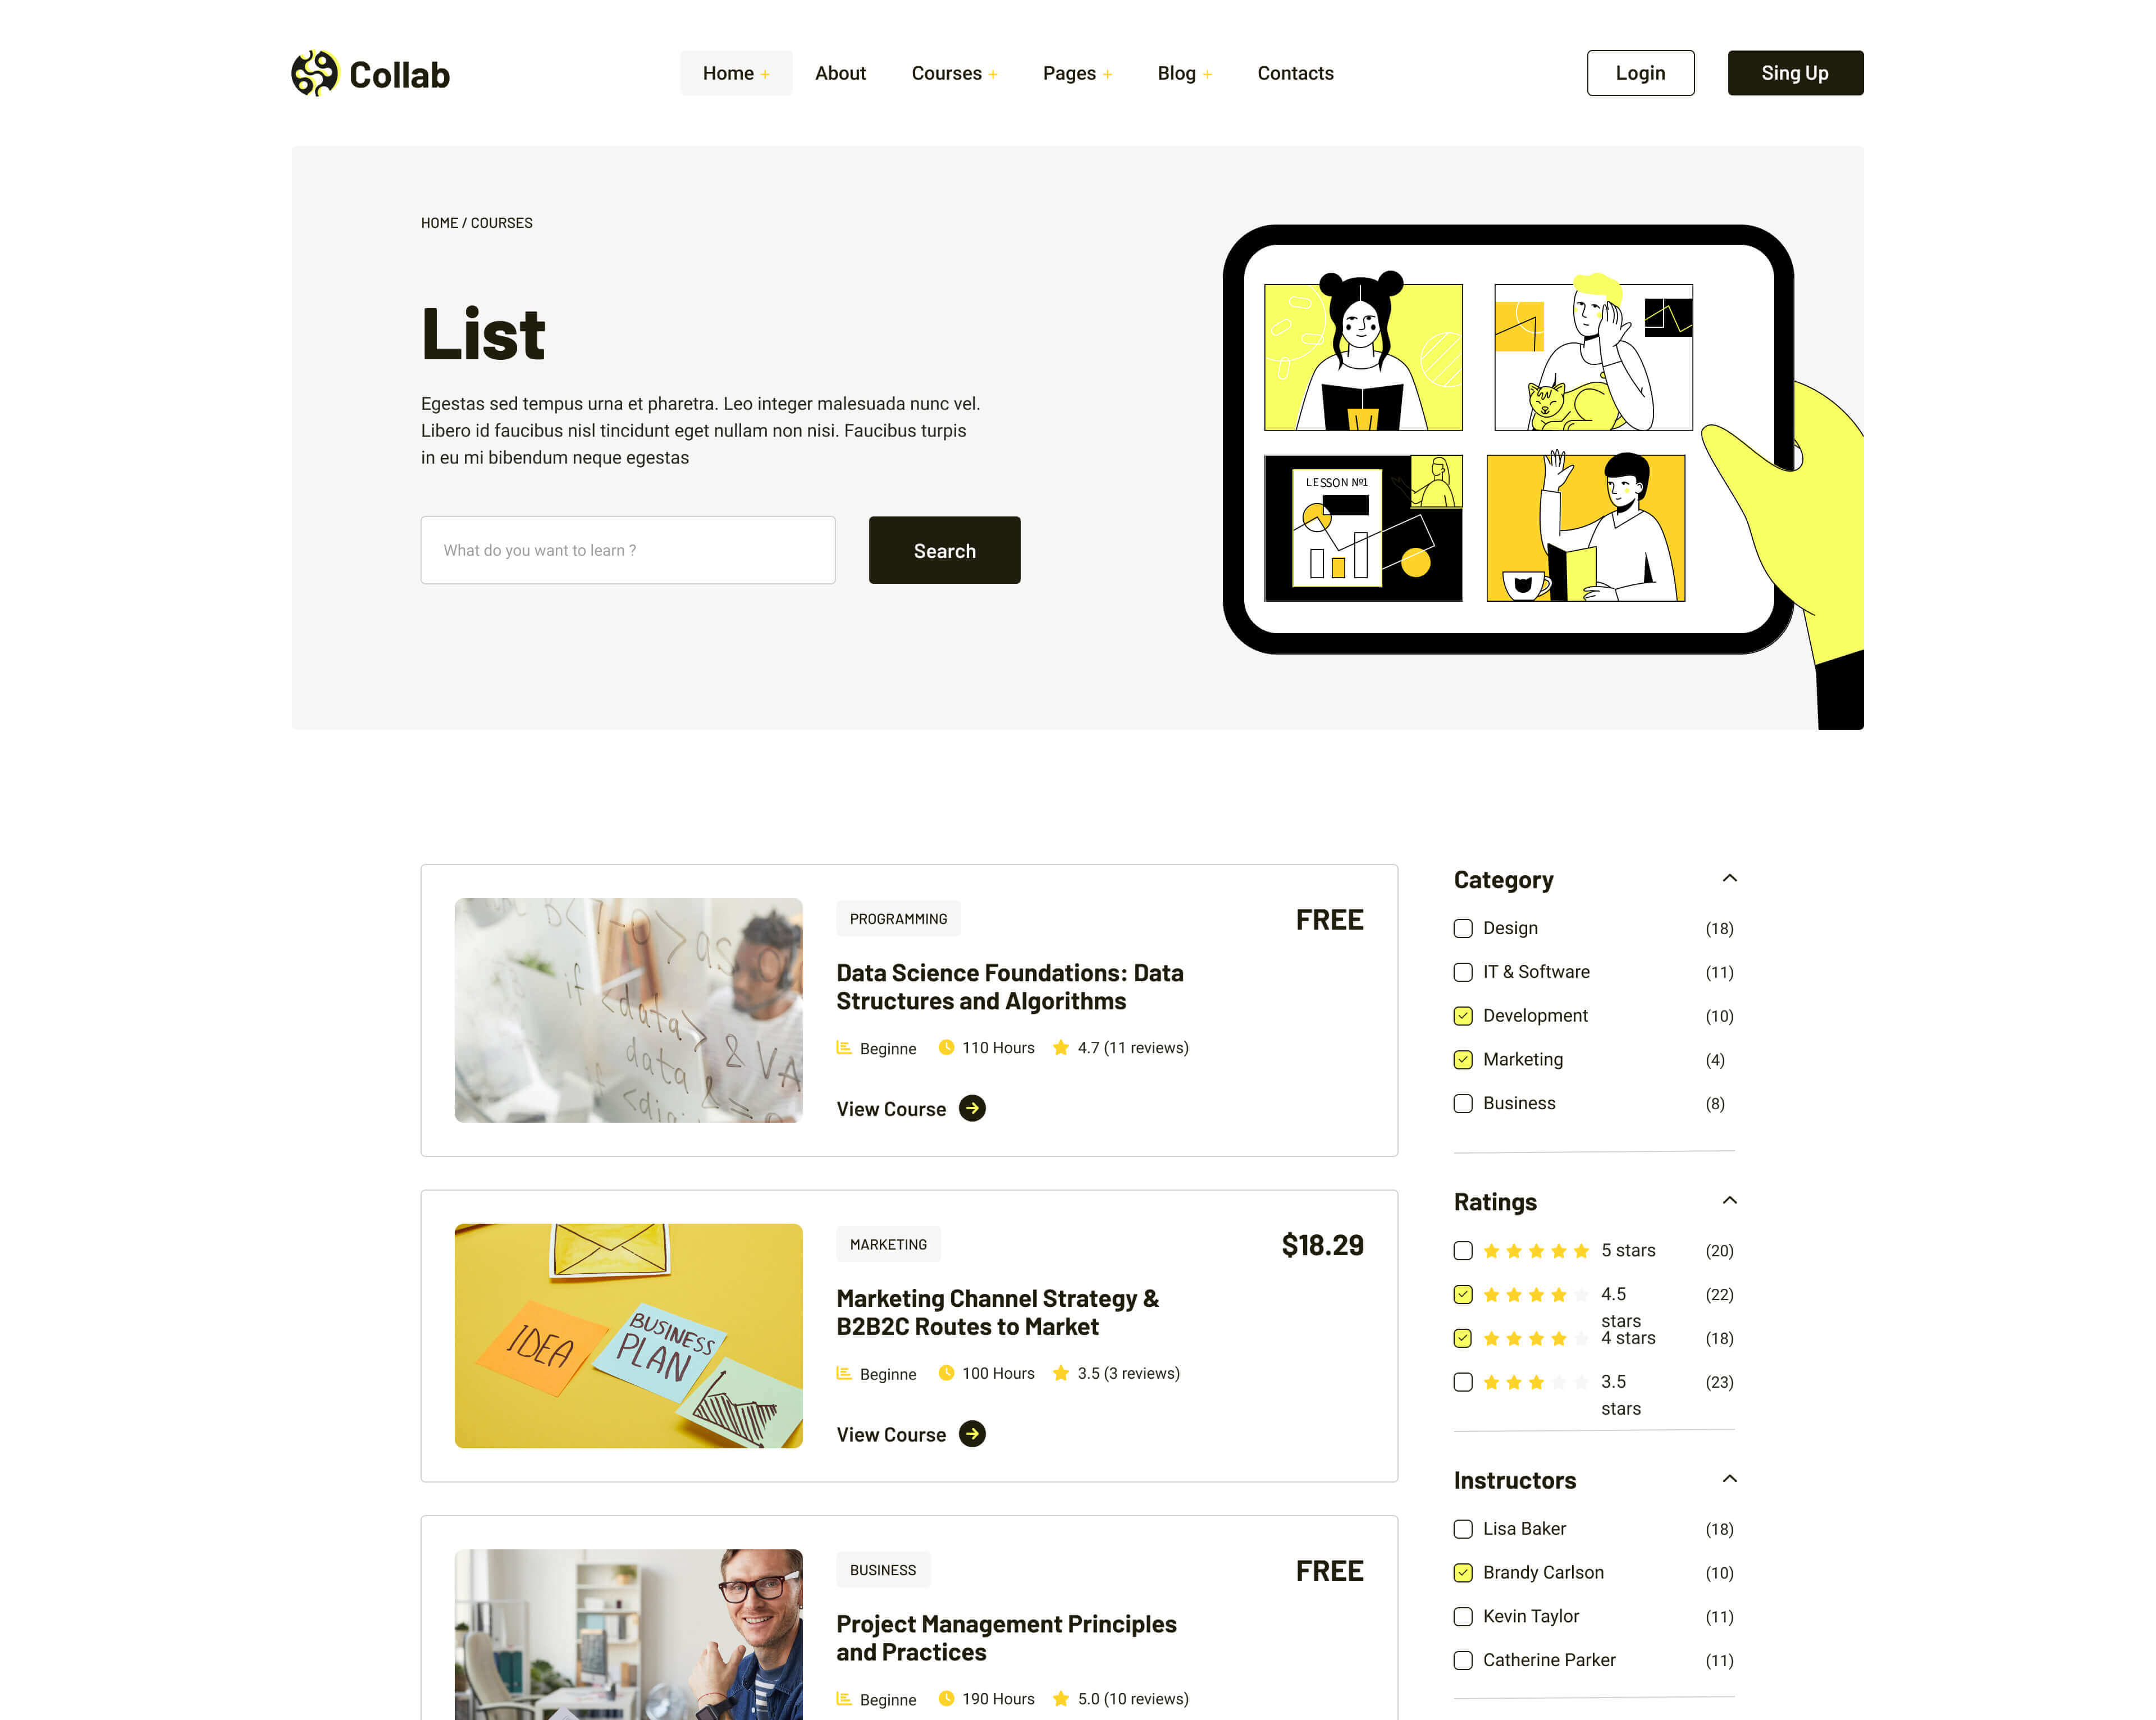 Collab
Home + About Courses + Pages + Blog + Contacts
Login
Sing Up
HOME / COURSES
List
Egestas sed tempus urna et pharetra. Leo integer malesuada nunc vel.
Libero id faucibus nisl tincidunt eget nullam non nisi. Faucibus turpis
in eu mi bibendum neque egestas
What do you want to learn ?
Search
LESSON №1
PROGRAMMING
FREE
Data Science Foundations: Data
Structures and Algorithms
Beginne 110 Hours 4.7 (11 reviews)
View Course
if <data> & VA
data &
MARKETING
$18.29
Marketing Channel Strategy &
B2B2C Routes to Market
Beginne 100 Hours 3.5 (3 reviews)
View Course
IDEA
BUSINESS
PLAN
BUSINESS
FREE
Project Management Principles
and Practices
Beginne 190 Hours 5.0 (10 reviews)
Category
Design (18)
IT & Software (11)
Development (10)
Marketing (4)
Business (8)
Ratings
5 stars (20)
4.5 (22)
stars
4 stars (18)
3.5 (23)
stars
Instructors
Lisa Baker (18)
Brandy Carlson (10)
Kevin Taylor (11)
Catherine Parker (11)